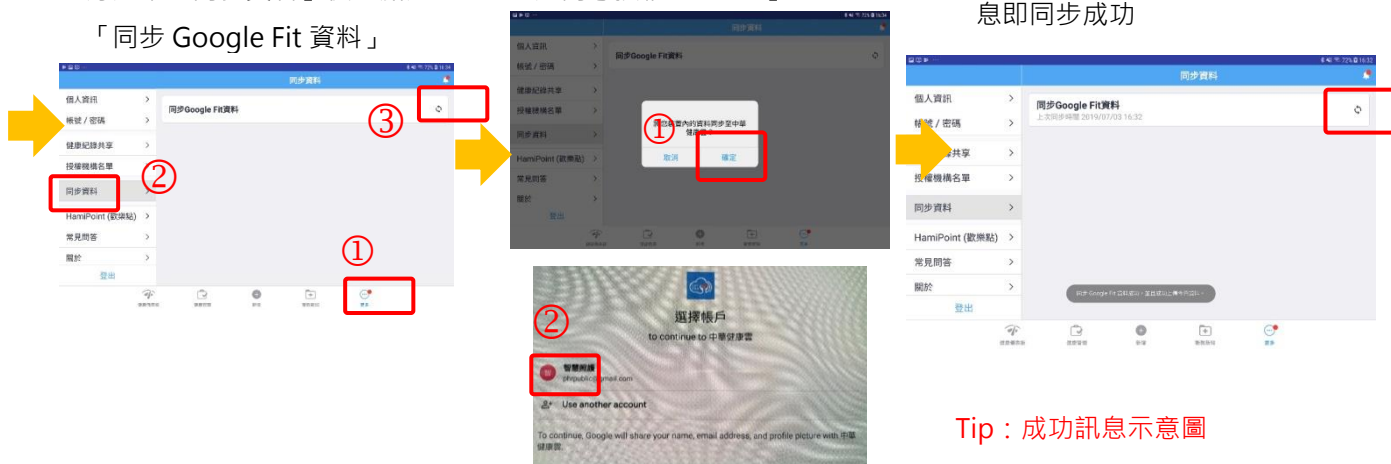 「同步 Google Fit 資料」
同步資料
個人資訊
帳號 / 密碼
健康紀錄共享
授權機構名單
同步資料
HamiPoint (歡樂點)
常見問答
關於
登出
同步Google Fit資料
更多
①
②
③
同步資料
個人資訊
帳號 / 密碼
健康紀錄共享
授權機構名單
同步資料
HamiPoint (歡樂點)
常見問答
關於
登出
同步Google Fit資料
取消
確定
①
②
選擇帳戶
to continue to 中華健康雲
智慧照護
Use another account
To continue, Google will share your name, email address, and profile picture with 中華
健康雲.
息即同步成功
同步資料
個人資訊
共享
授權機構名單
同步資料
HamiPoint (歡樂點)
常見問答
關於
登出
同步Google Fit資料
上次同步時間 2019/07/03 16:32
更多
Tip：成功訊息示意圖